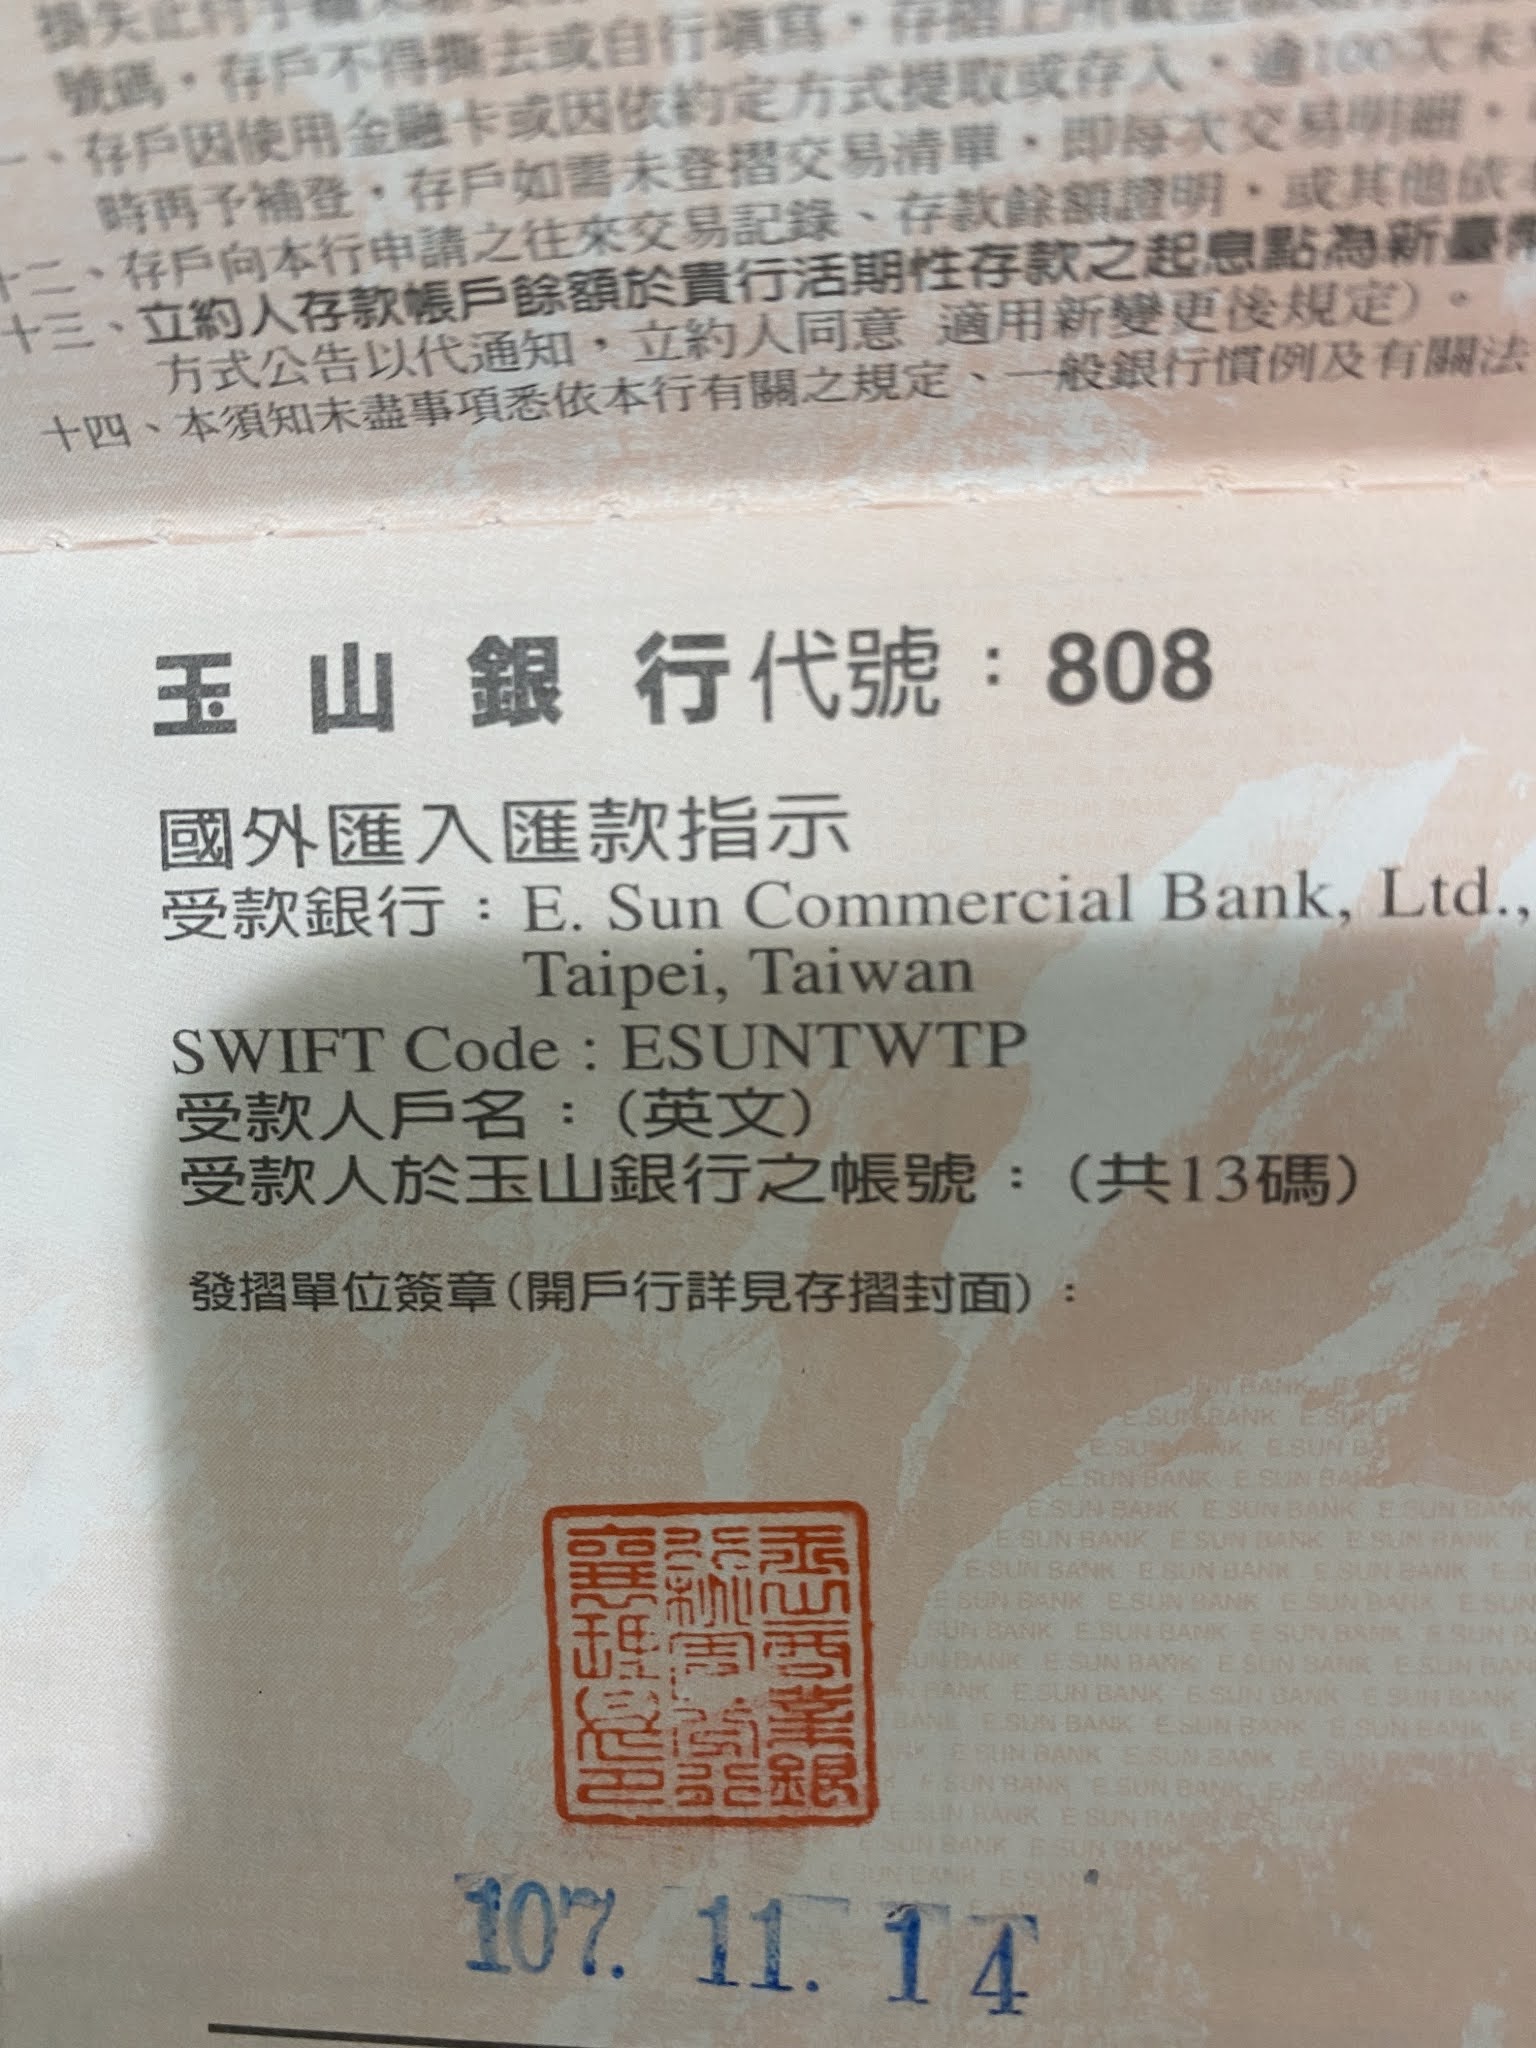 號碼，存戶不得撕去或自行填寫，存摺上所載金
一、存戶因使用金融卡或因依約定方式提取或存入，逾100次未
時再予補登，存戶如需未登摺交易清單，即每次交易明細，
十二、存戶向本行申請之往來交易記錄、存款餘額證明，或其他依
十三、立約人存款帳戶餘額於貴行活期性存款之起息點為新臺幣
方式公告以代通知，立約人同意 適用新變更後規定）。
十四、本須知未盡事項悉依本行有關之規定、一般銀行慣例及有關法
玉山銀行代號：808
國外匯入匯款指示
受款銀行：E. Sun Commercial Bank, Ltd.,
Taipei, Taiwan
SWIFT Code : ESUNTWTP
受款人戶名：（英文）
受款人於玉山銀行之帳號：（共13碼）
發摺單位簽章（開戶行詳見存摺封面）：
E.SUN BANK E.SUN BANK
玉山商業銀
107. 11. 14